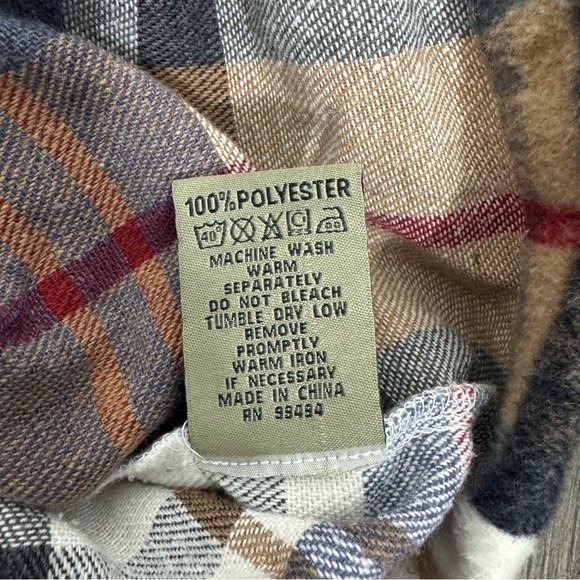 100%POLYESTER
40°
MACHINE WASH
WARM
SEPARATELY
DO NOT BLEACH
TUMBLE DRY LOW
REMOVE
PROMPTLY
WARM IRON
IF NECESSARY
MADE IN CHINA
RN 99494